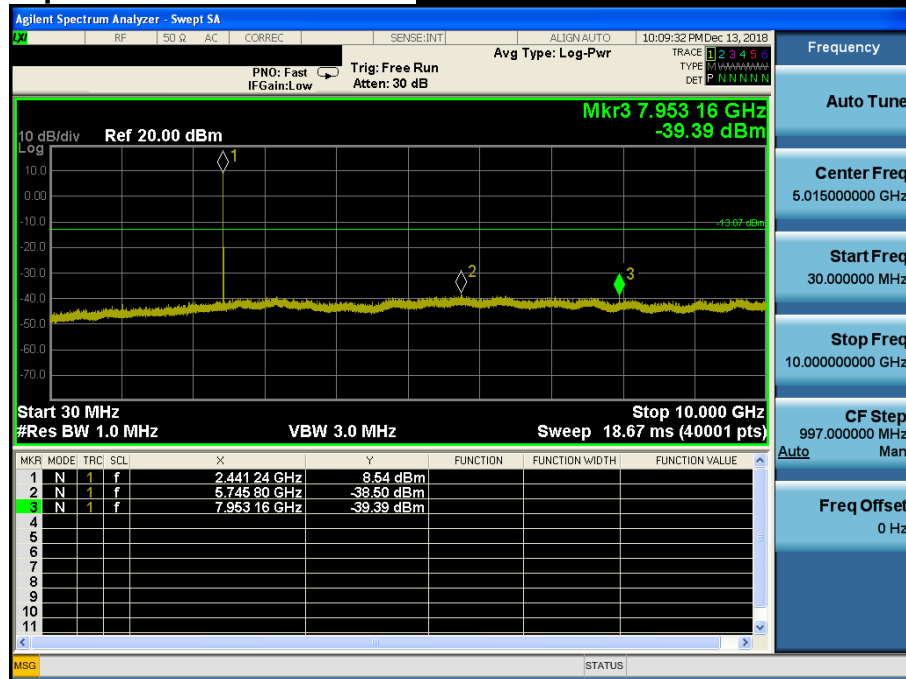 Agilent Spectrum Analyzer - Swept SA
LXI RF 50 Ω AC CORREC SENSE:INT ALIGN AUTO 10:09:32 PM Dec 13, 2018
Avg Type: Log-Pwr TRACE 1 2 3 4 5 6
PNO: Fast Trig: Free Run TYPE M WWWWW
IFGain:Low Atten: 30 dB DET P N N N N N
Mkr3 7.953 16 GHz
-39.39 dBm
10 dB/div Ref 20.00 dBm
Log
1
10.0
0.00
-10.0
-13.07 dBm
-20.0
2
3
-30.0
-40.0
-50.0
-60.0
-70.0
Start 30 MHz Stop 10.000 GHz
#Res BW 1.0 MHz VBW 3.0 MHz Sweep 18.67 ms (40001 pts)
MKR MODE TRC SCL X Y FUNCTION FUNCTION WIDTH FUNCTION VALUE
1 N 1 f 2.441 24 GHz 8.54 dBm
2 N 1 f 5.745 80 GHz -38.50 dBm
3 N 1 f 7.953 16 GHz -39.39 dBm
4
5
6
7
8
9
10
11
MSG STATUS
Frequency
Auto Tune
Center Freq
5.015000000 GHz
Start Freq
30.000000 MHz
Stop Freq
10.000000000 GHz
CF Step
997.000000 MHz
Auto Man
Freq Offset
0 Hz